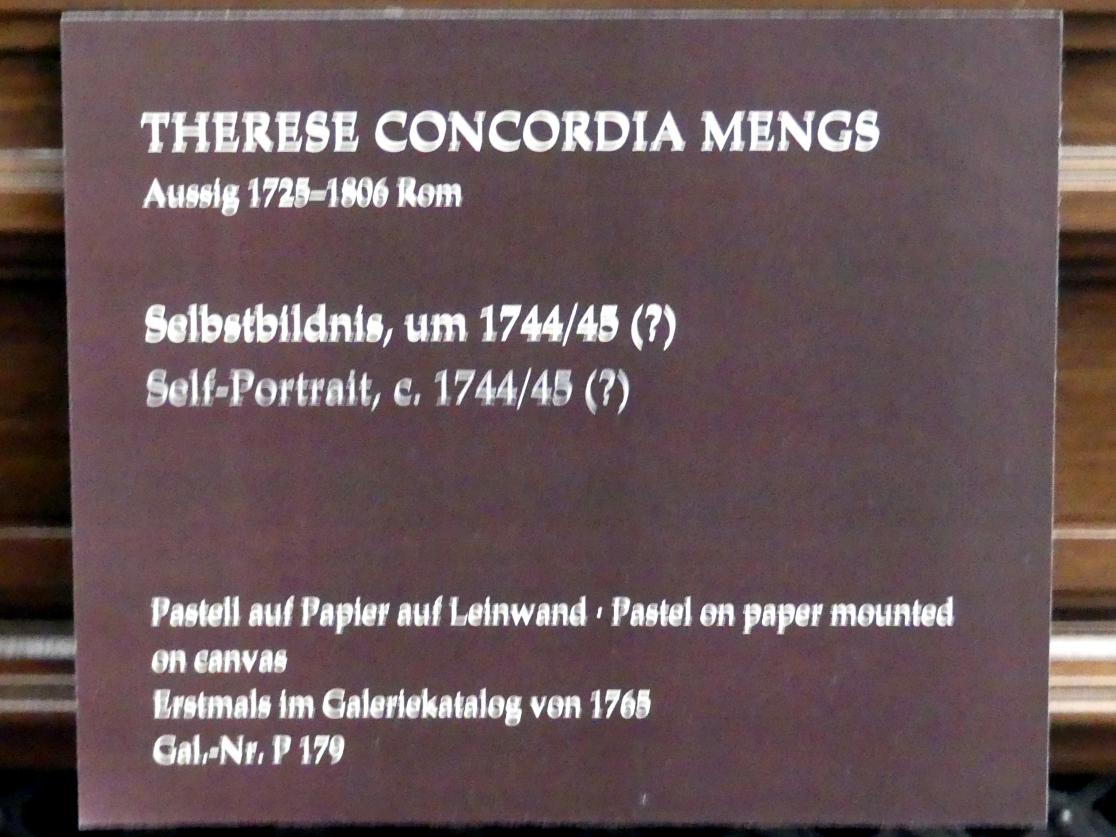 THERESE CONCORDIA MENGS
Aussig 1725–1806 Rom
Selbstbildnis, um 1744/45 (?)
Self-Portrait, c. 1744/45 (?)
Pastell auf Papier auf Leinwand · Pastel on paper mounted
on canvas
Erstmals im Galeriekatalog von 1765
Gal.-Nr. P 179